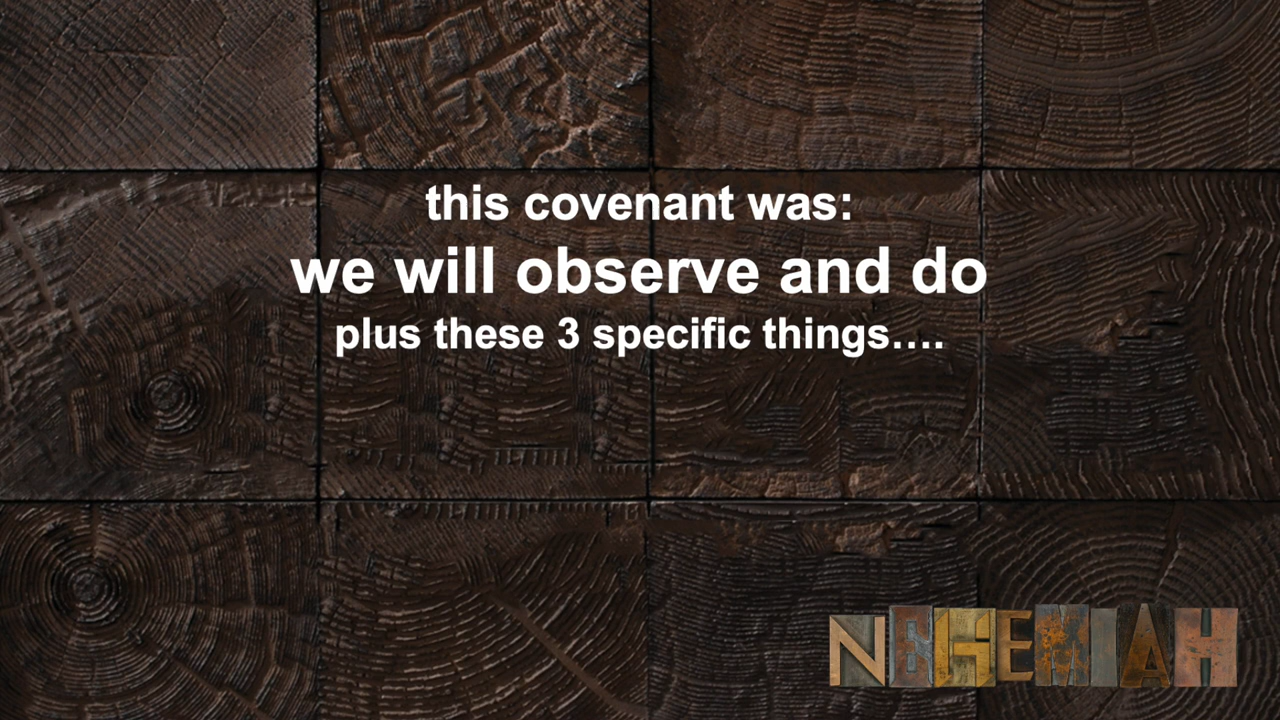 this covenant was:
we will observe and do
plus these 3 specific things….
NEHEMIAH